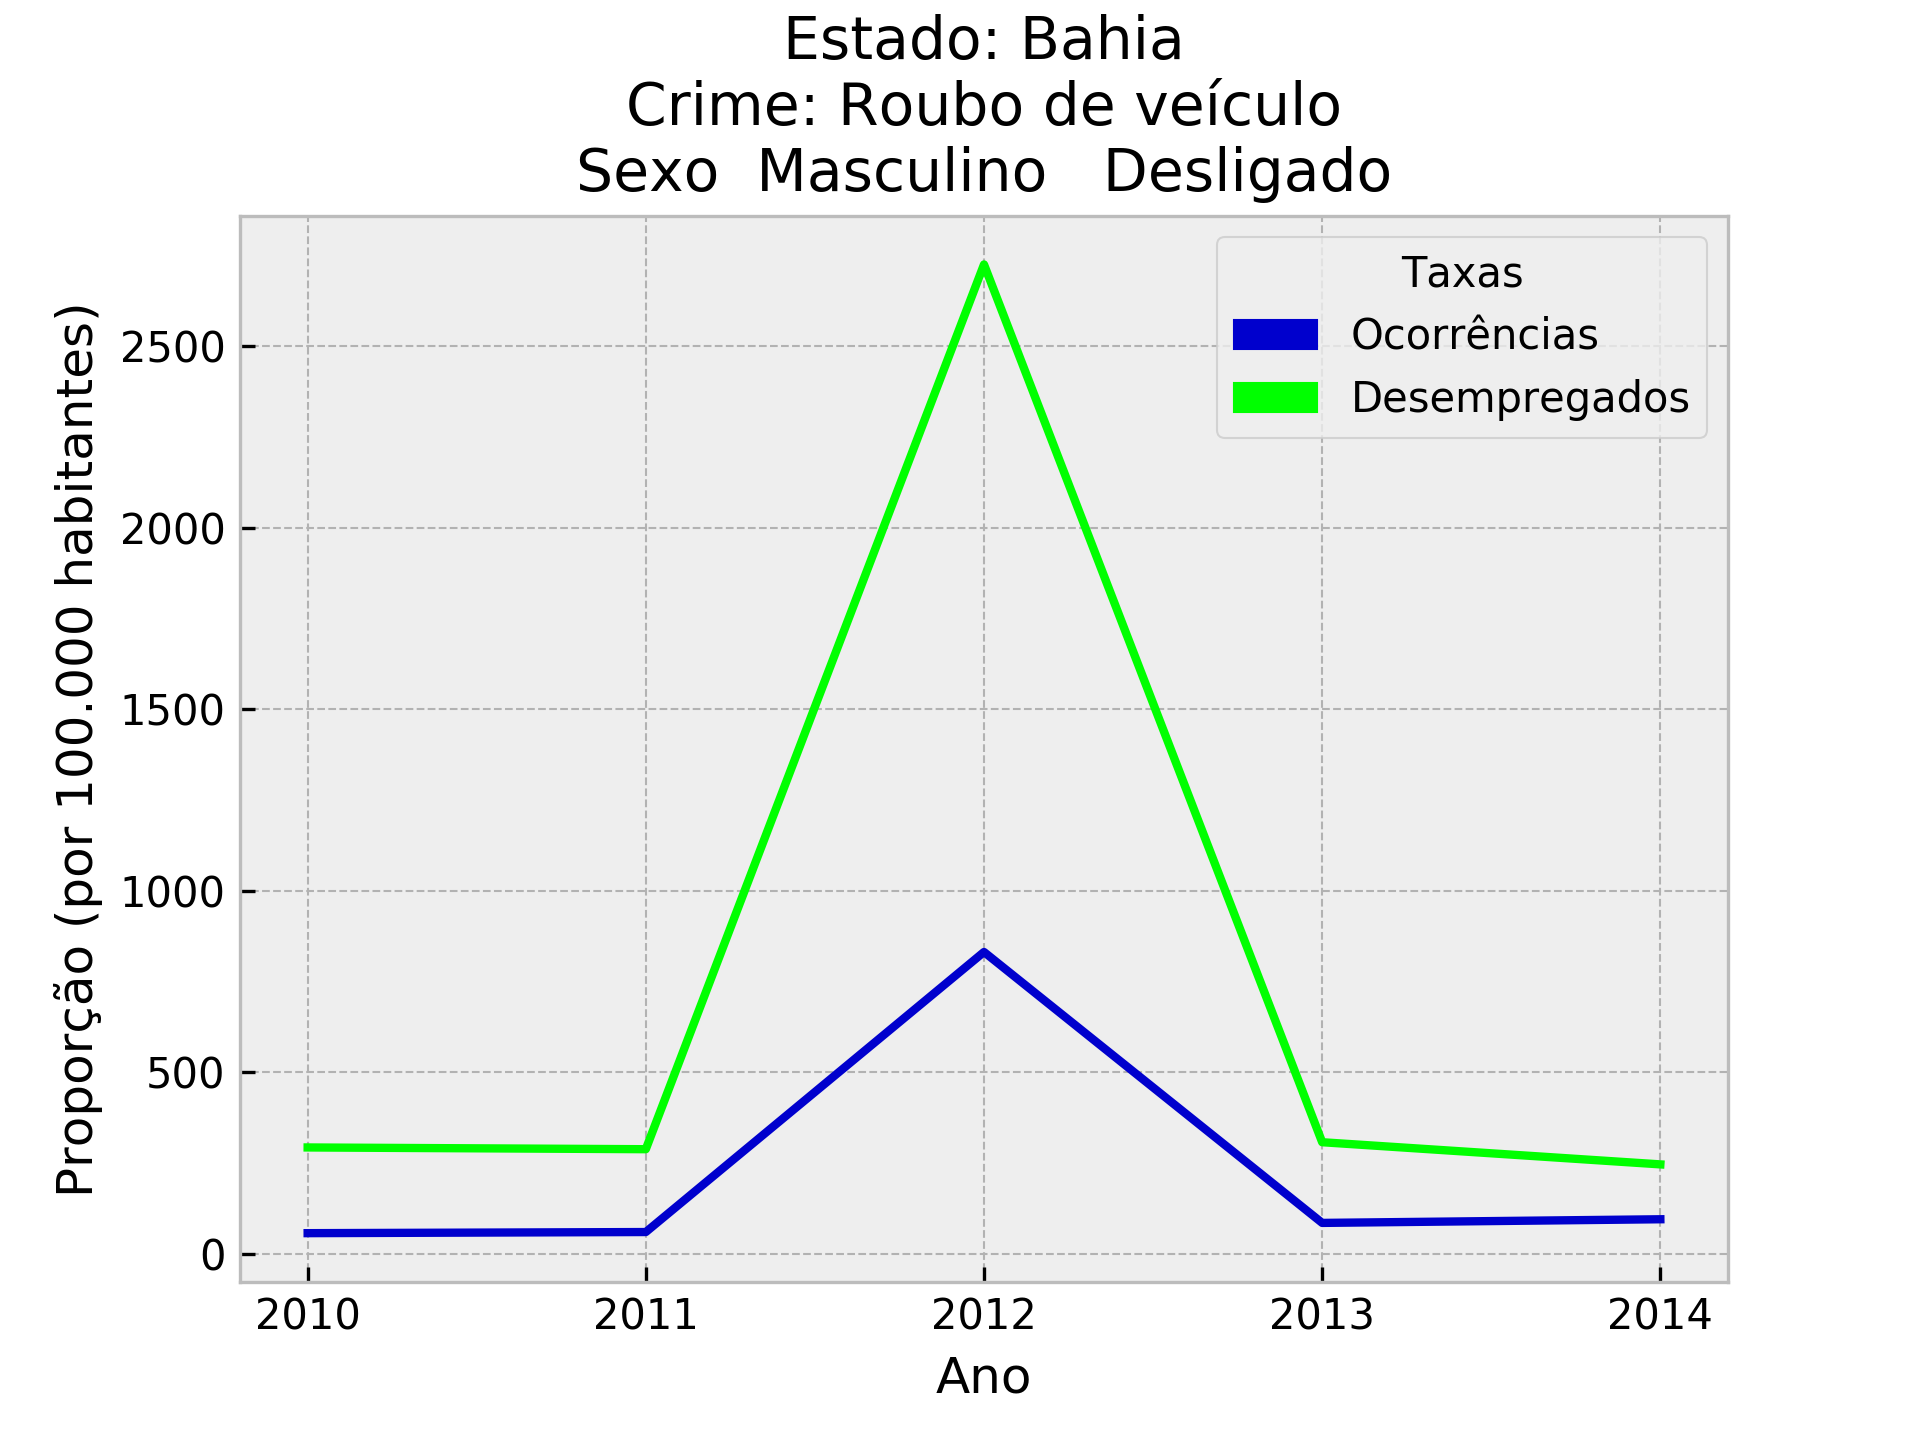 Estado: Bahia
Crime: Roubo de veículo
Sexo  Masculino   Desligado
Taxas
Ocorrências
Desempregados
Proporção (por 100.000 habitantes)
2500
2000
1500
1000
500
0
2010 2011 2012 2013 2014
Ano